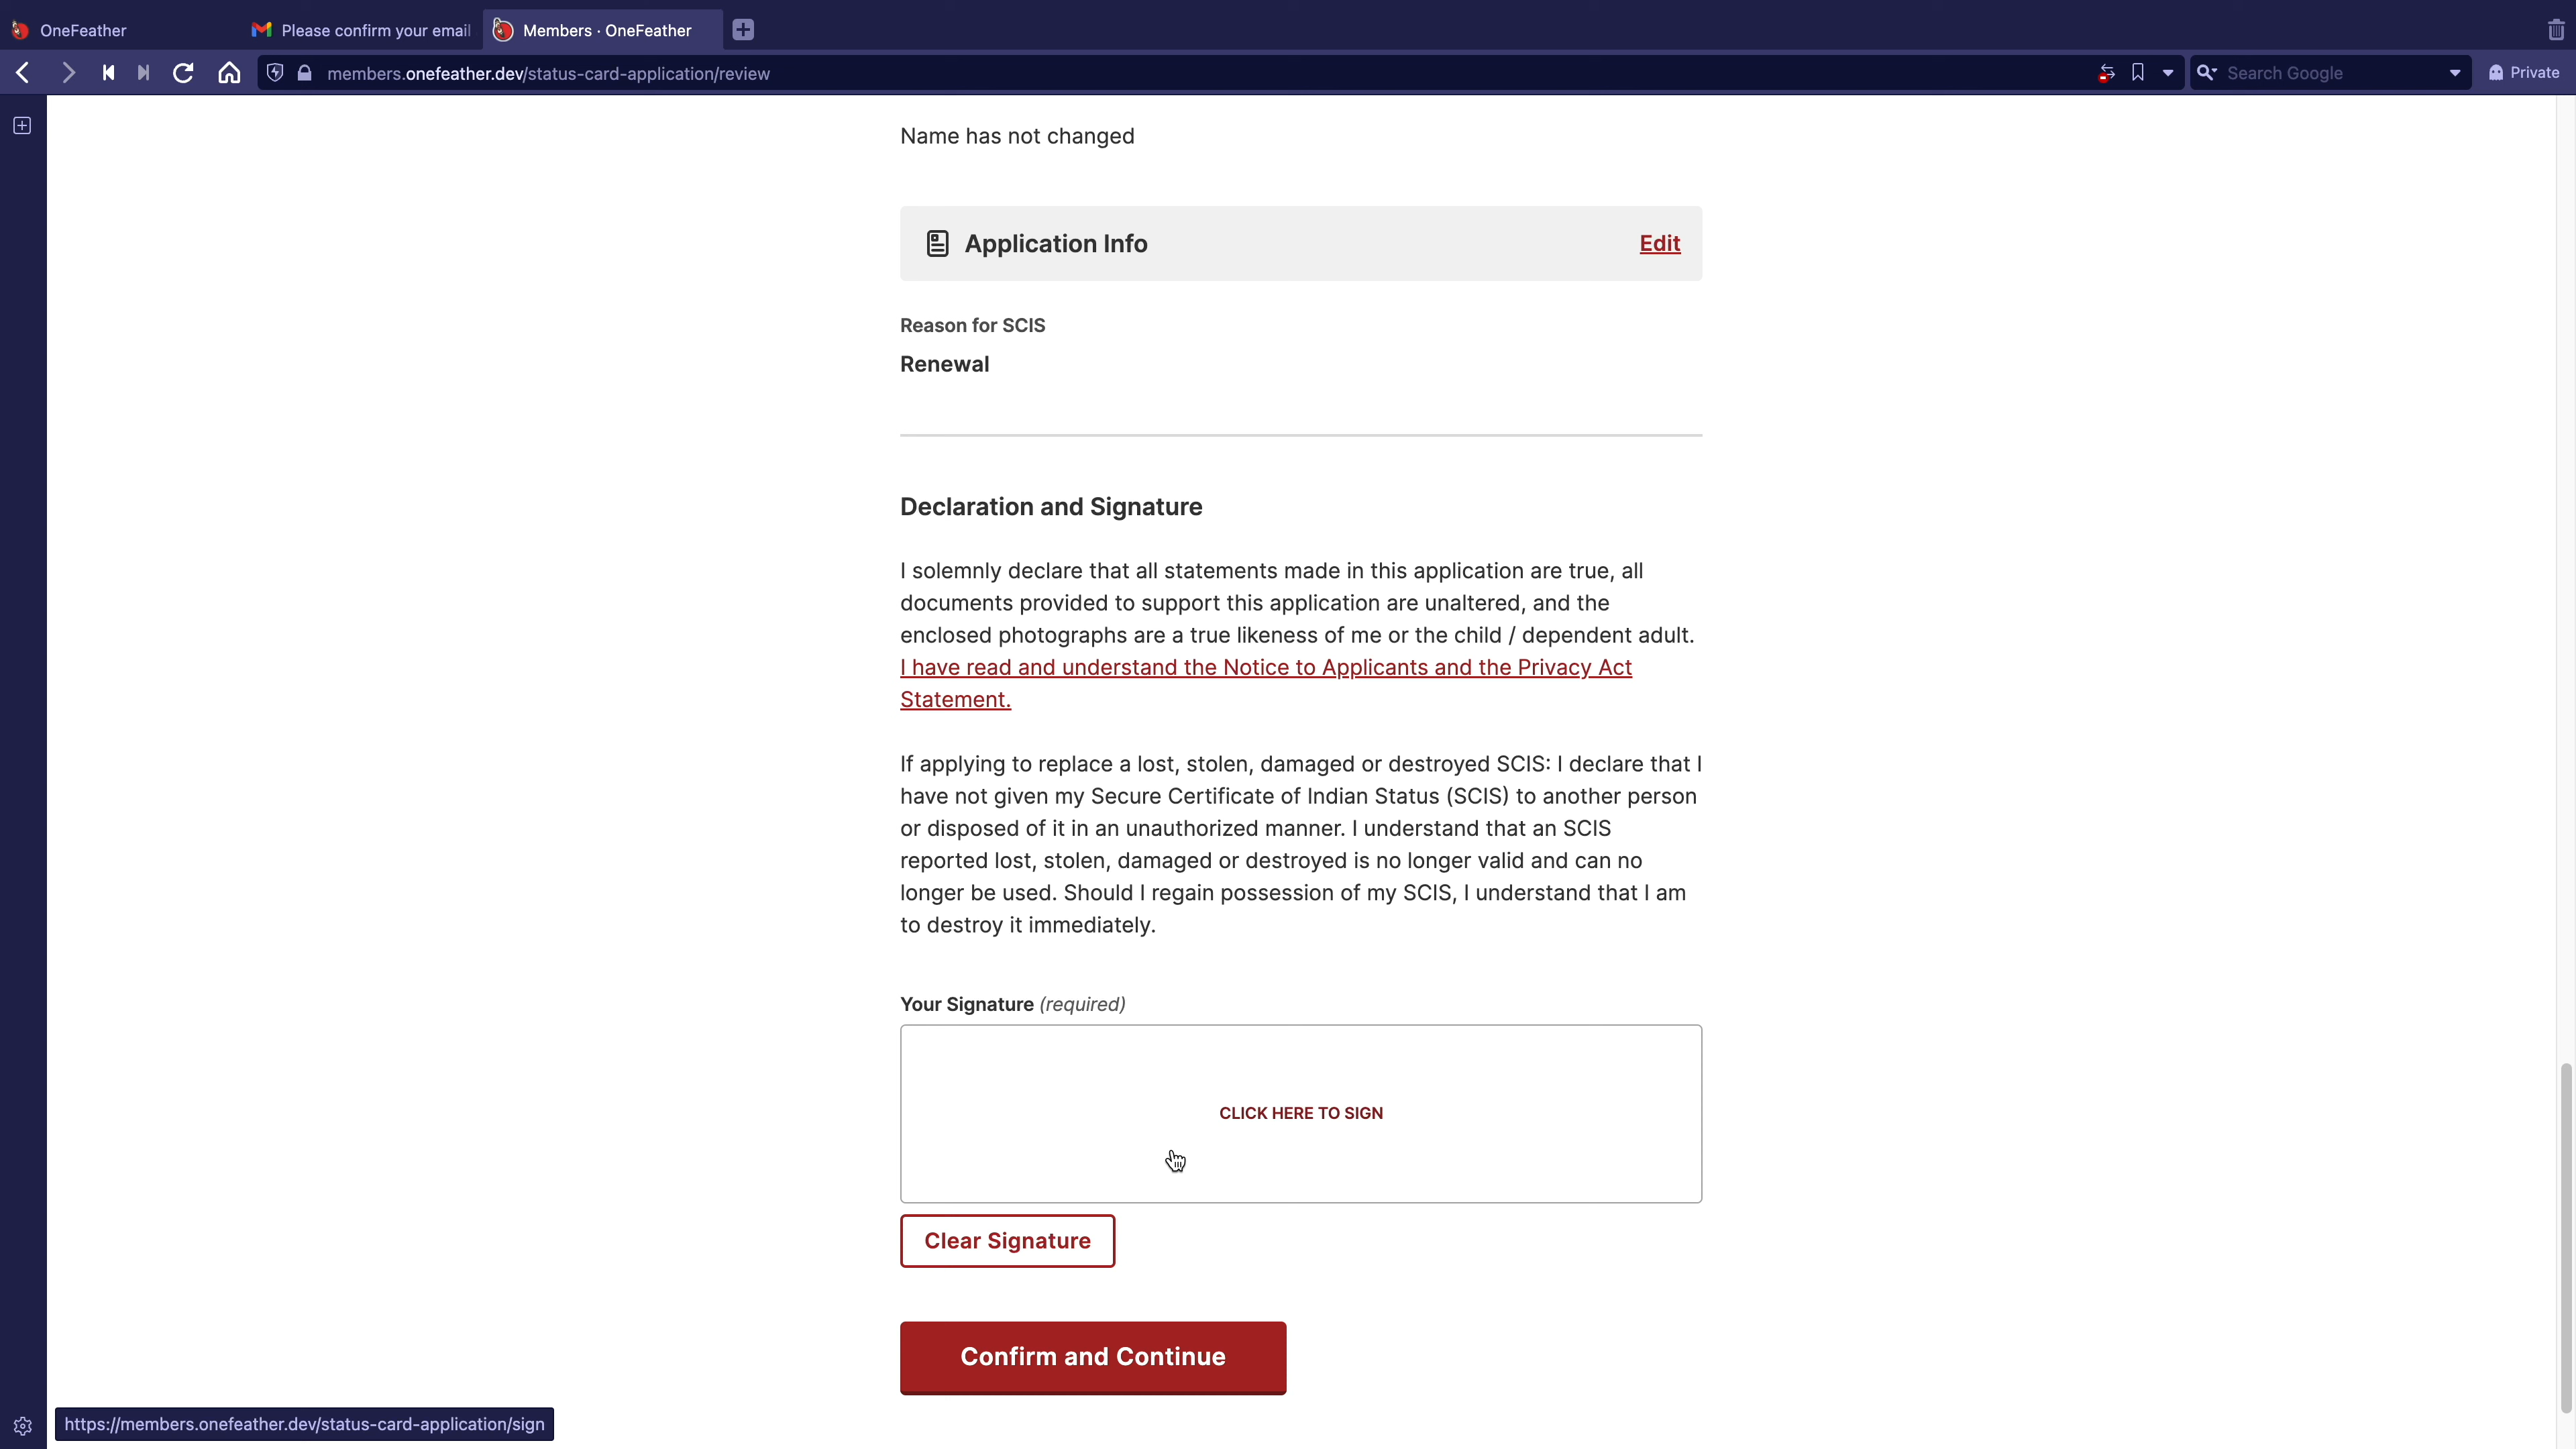 OneFeather
Please confirm your email
Members · OneFeather
members.onefeather.dev/status-card-application/review
Search Google
Private
Name has not changed
Application Info
Edit
Reason for SCIS
Renewal
Declaration and Signature
I solemnly declare that all statements made in this application are true, all
documents provided to support this application are unaltered, and the
enclosed photographs are a true likeness of me or the child / dependent adult.
I have read and understand the Notice to Applicants and the Privacy Act
Statement.
If applying to replace a lost, stolen, damaged or destroyed SCIS: I declare that I
have not given my Secure Certificate of Indian Status (SCIS) to another person
or disposed of it in an unauthorized manner. I understand that an SCIS
reported lost, stolen, damaged or destroyed is no longer valid and can no
longer be used. Should I regain possession of my SCIS, I understand that I am
to destroy it immediately.
Your Signature (required)
CLICK HERE TO SIGN
Clear Signature
Confirm and Continue
https://members.onefeather.dev/status-card-application/sign